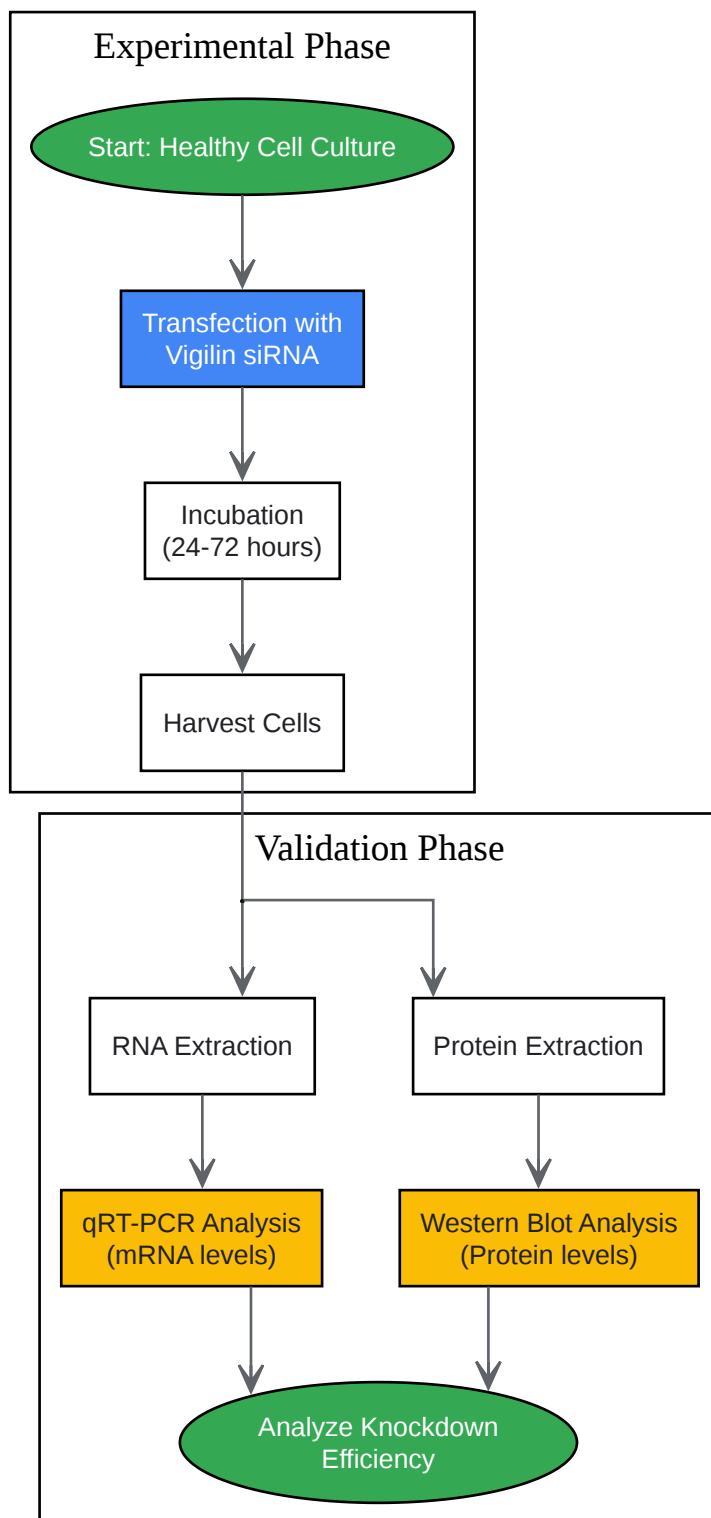 Experimental Phase
Start: Healthy Cell Culture
Transfection with
Vigilin siRNA
Incubation
(24-72 hours)
Harvest Cells
Validation Phase
RNA Extraction
Protein Extraction
qRT-PCR Analysis
(mRNA levels)
Western Blot Analysis
(Protein levels)
Analyze Knockdown
Efficiency